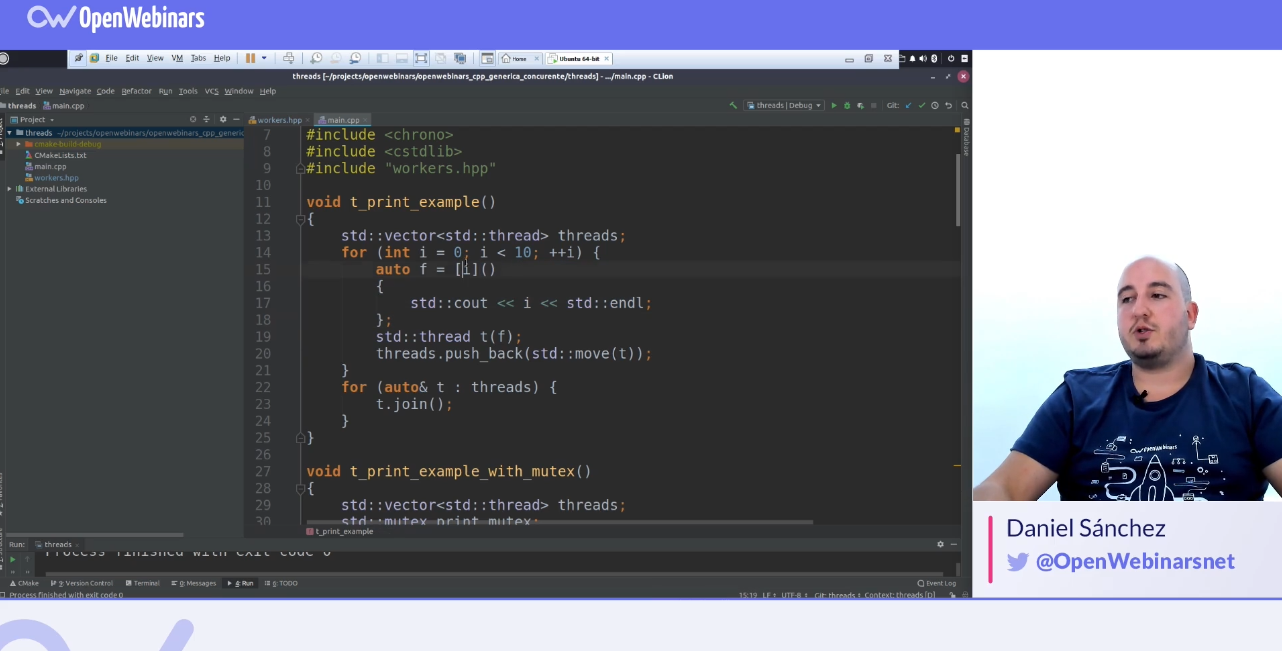 OpenWebinars
File Edit View VM Tabs Help
Home
Ubuntu 64-bit
threads [~/projects/openwebinars/openwebinars_cpp_generica_concurente/threads] - .../main.cpp - CLion
ile Edit View Navigate Code Refactor Run Tools VCS Window Help
threads main.cpp
threads | Debug
Git:
Project
workers.hpp
main.cpp
threads ~/projects/openwebinars/openwebinars_cpp_generic
cmake-build-debug
CMakeLists.txt
main.cpp
workers.hpp
External Libraries
Scratches and Consoles
Database
7 #include <chrono>
8 #include <cstdlib>
9 #include "workers.hpp"
10
11 void t_print_example()
12 {
13 std::vector<std::thread> threads;
14 for (int i = 0; i < 10; ++i) {
15 auto f = [i]()
16 {
17 std::cout << i << std::endl;
18 };
19 std::thread t(f);
20 threads.push_back(std::move(t));
21 }
22 for (auto& t : threads) {
23 t.join();
24 }
25 }
26
27 void t_print_example_with_mutex()
28 {
29 std::vector<std::thread> threads;
30 std::mutex print_mutex;
t_print_example
Run: threads
Process finished with exit code 0
CMake 9: Version Control Terminal 0: Messages 4: Run 6: TODO
Event Log
Process finished with exit code 0
15:19 LF UTF-8 Git: threads Context: threads [D]
Daniel Sánchez
@OpenWebinarsnet